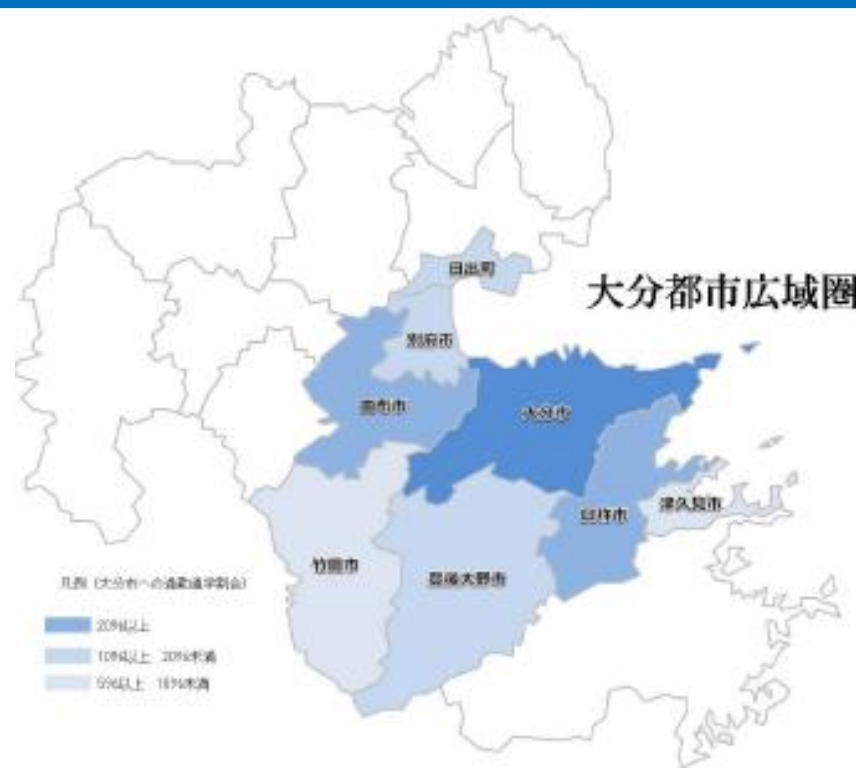 日出町
大分都市広域圏
別府市
由布市
大分市
津久見市
臼杵市
竹田市
豊後大野市
凡例（大分市への通勤通学割合）
20%以上
10%以上 20%未満
5%以上 10%未満